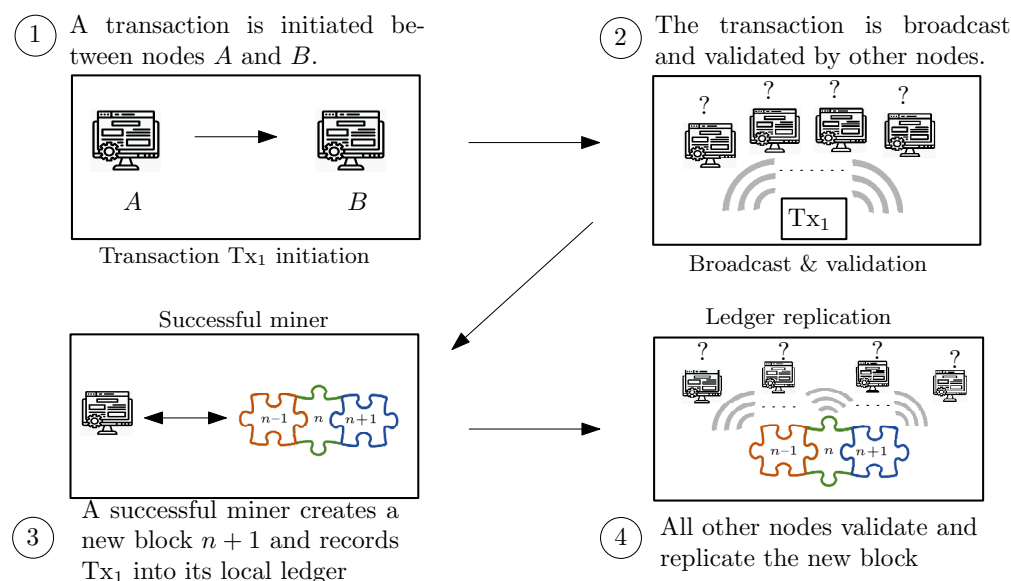 1
A transaction is initiated be-
tween nodes A and B.
A
B
Transaction Tx₁ initiation
2
The transaction is broadcast
and validated by other nodes.
? ? ? ?
. . . . . . .
Tx₁
Broadcast & validation
Successful miner
n−1 n n+1
3
A successful miner creates a
new block n + 1 and records
Tx₁ into its local ledger
Ledger replication
? ? ? ?
n−1 n n+1
4
All other nodes validate and
replicate the new block